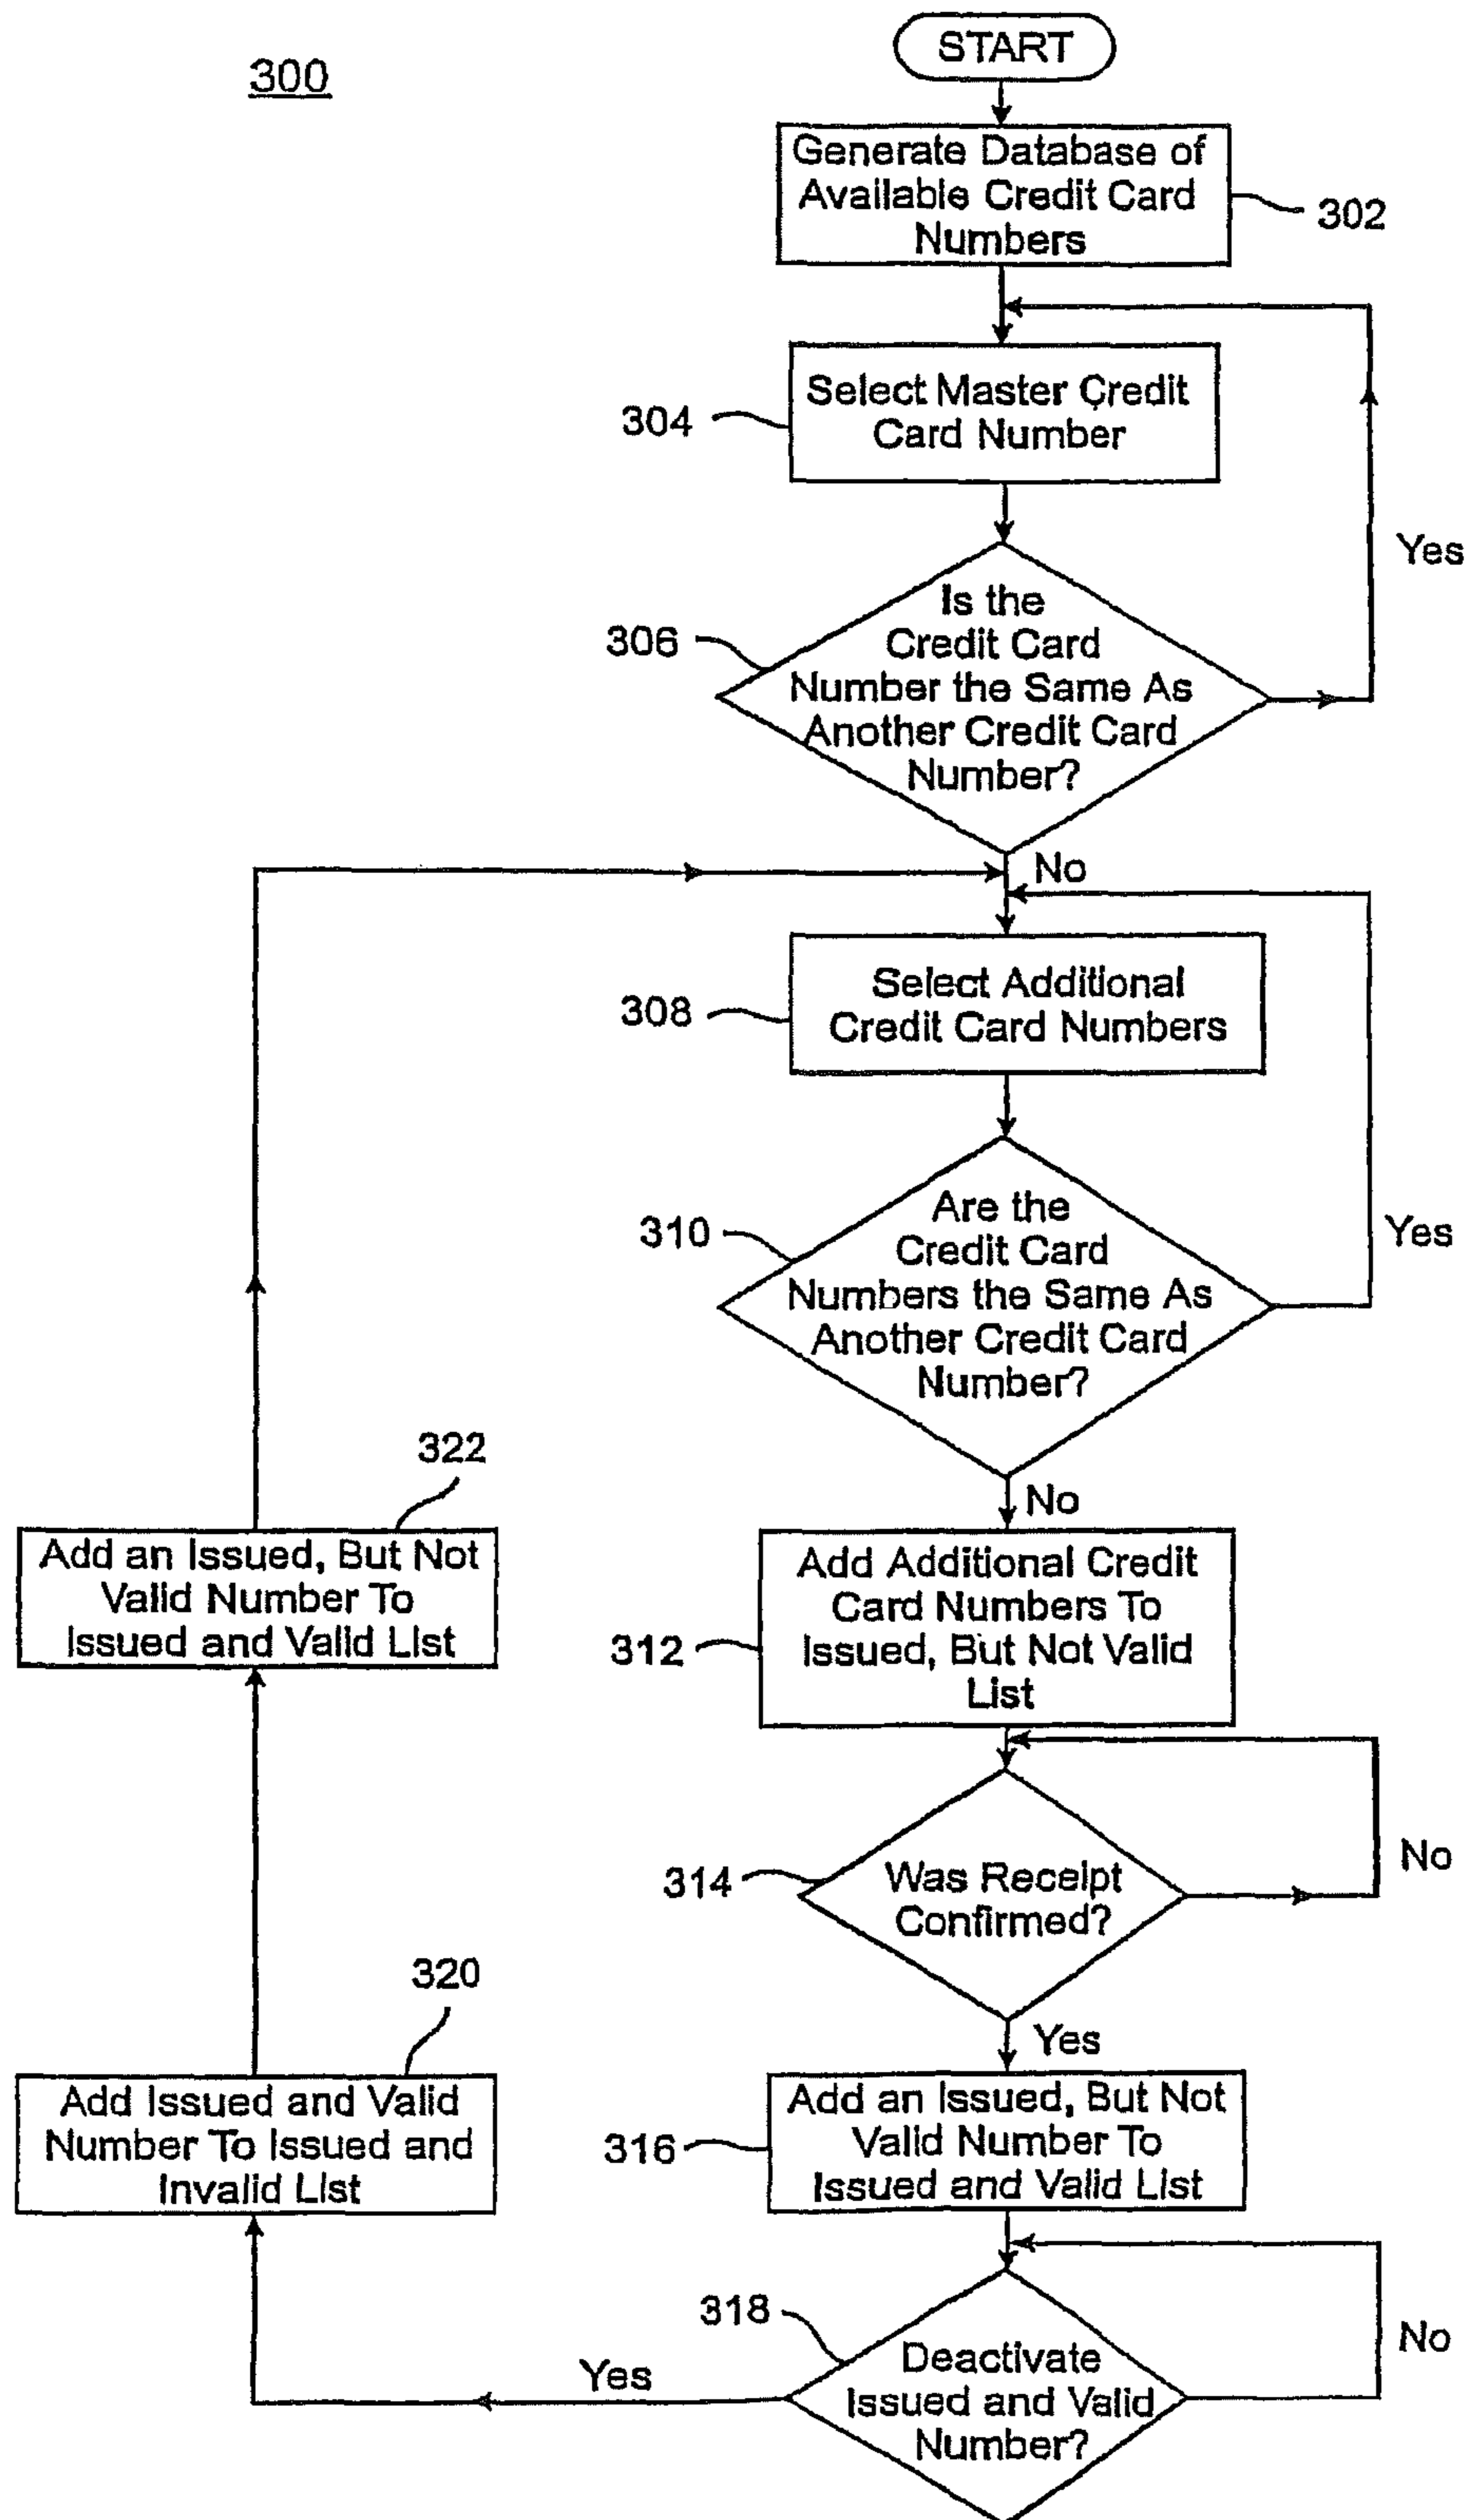 300
START
Generate Database of
Available Credit Card
Numbers
302
Select Master Credit
Card Number
304
Yes
Is the
Credit Card
Number the Same As
Another Credit Card
Number?
306
No
Select Additional
Credit Card Numbers
308
Are the
Credit Card
Numbers the Same As
Another Credit Card
Number?
310
Yes
No
322
Add an Issued, But Not
Valid Number To
Issued and Valid List
Add Additional Credit
Card Numbers To
Issued, But Not Valid
List
312
Was Receipt
Confirmed?
314
No
Yes
320
Add Issued and Valid
Number To Issued and
Invalid List
Add an Issued, But Not
Valid Number To
Issued and Valid List
316
318
Deactivate
Issued and Valid
Number?
No
Yes